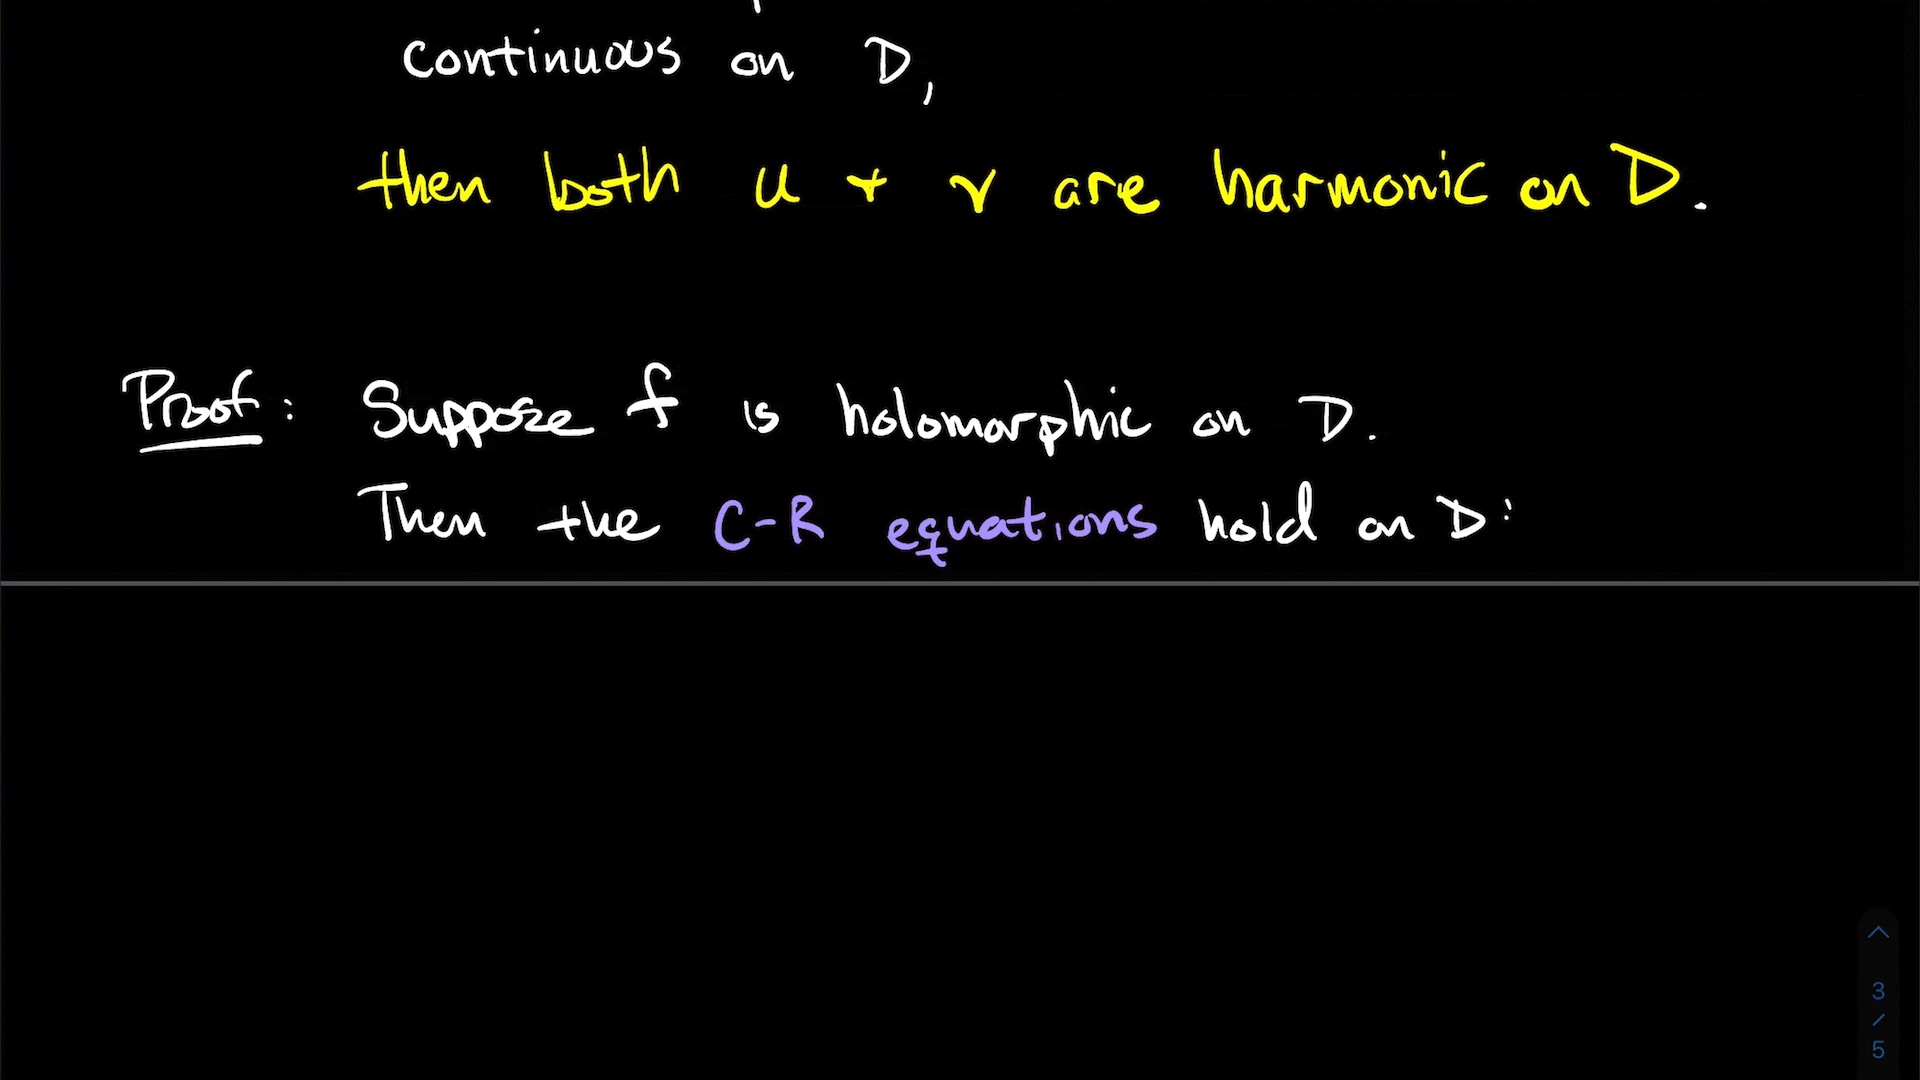 continuous on D,
then both u + v are harmonic on D.
Proof: Suppose f is holomorphic on D.
Then the C-R equations hold on D:
3
/
5